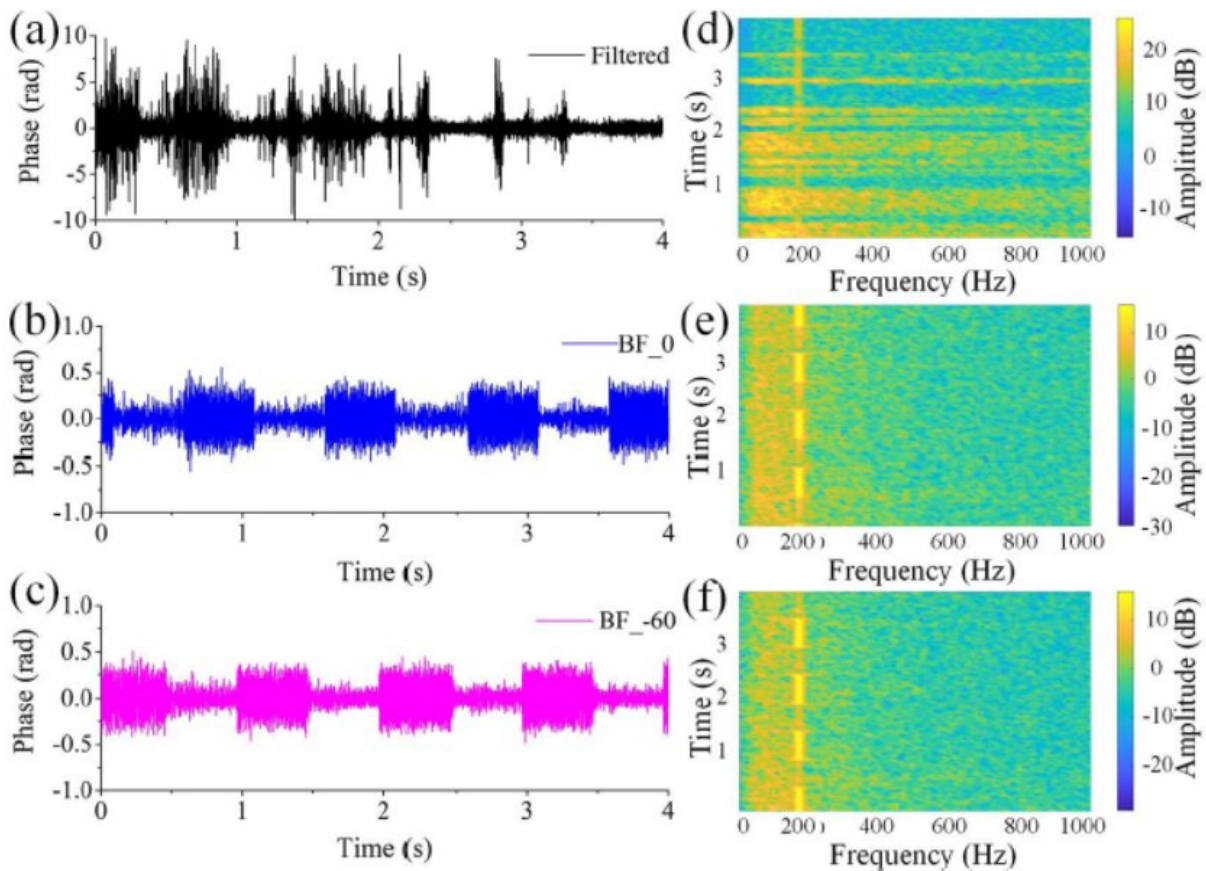 (a)
10
5
0
-5
-10
Phase (rad)
Filtered
0 1 2 3 4
Time (s)
(d)
3
2
1
Time (s)
0 200 400 600 800 1000
Frequency (Hz)
20
10
0
-10
Amplitude (dB)
(b)
1.0
0.5
0.0
-0.5
-1.0
Phase (rad)
BF_0
0 1 2 3 4
Time (s)
(e)
3
2
1
Time (s)
0 200 400 600 800 1000
Frequency (Hz)
10
0
-10
-20
-30
Amplitude (dB)
(c)
1.0
0.5
0.0
-0.5
-1.0
Phase (rad)
BF_-60
0 1 2 3 4
Time (s)
(f)
3
2
1
Time (s)
0 200 400 600 800 1000
Frequency (Hz)
10
0
-10
-20
Amplitude (dB)